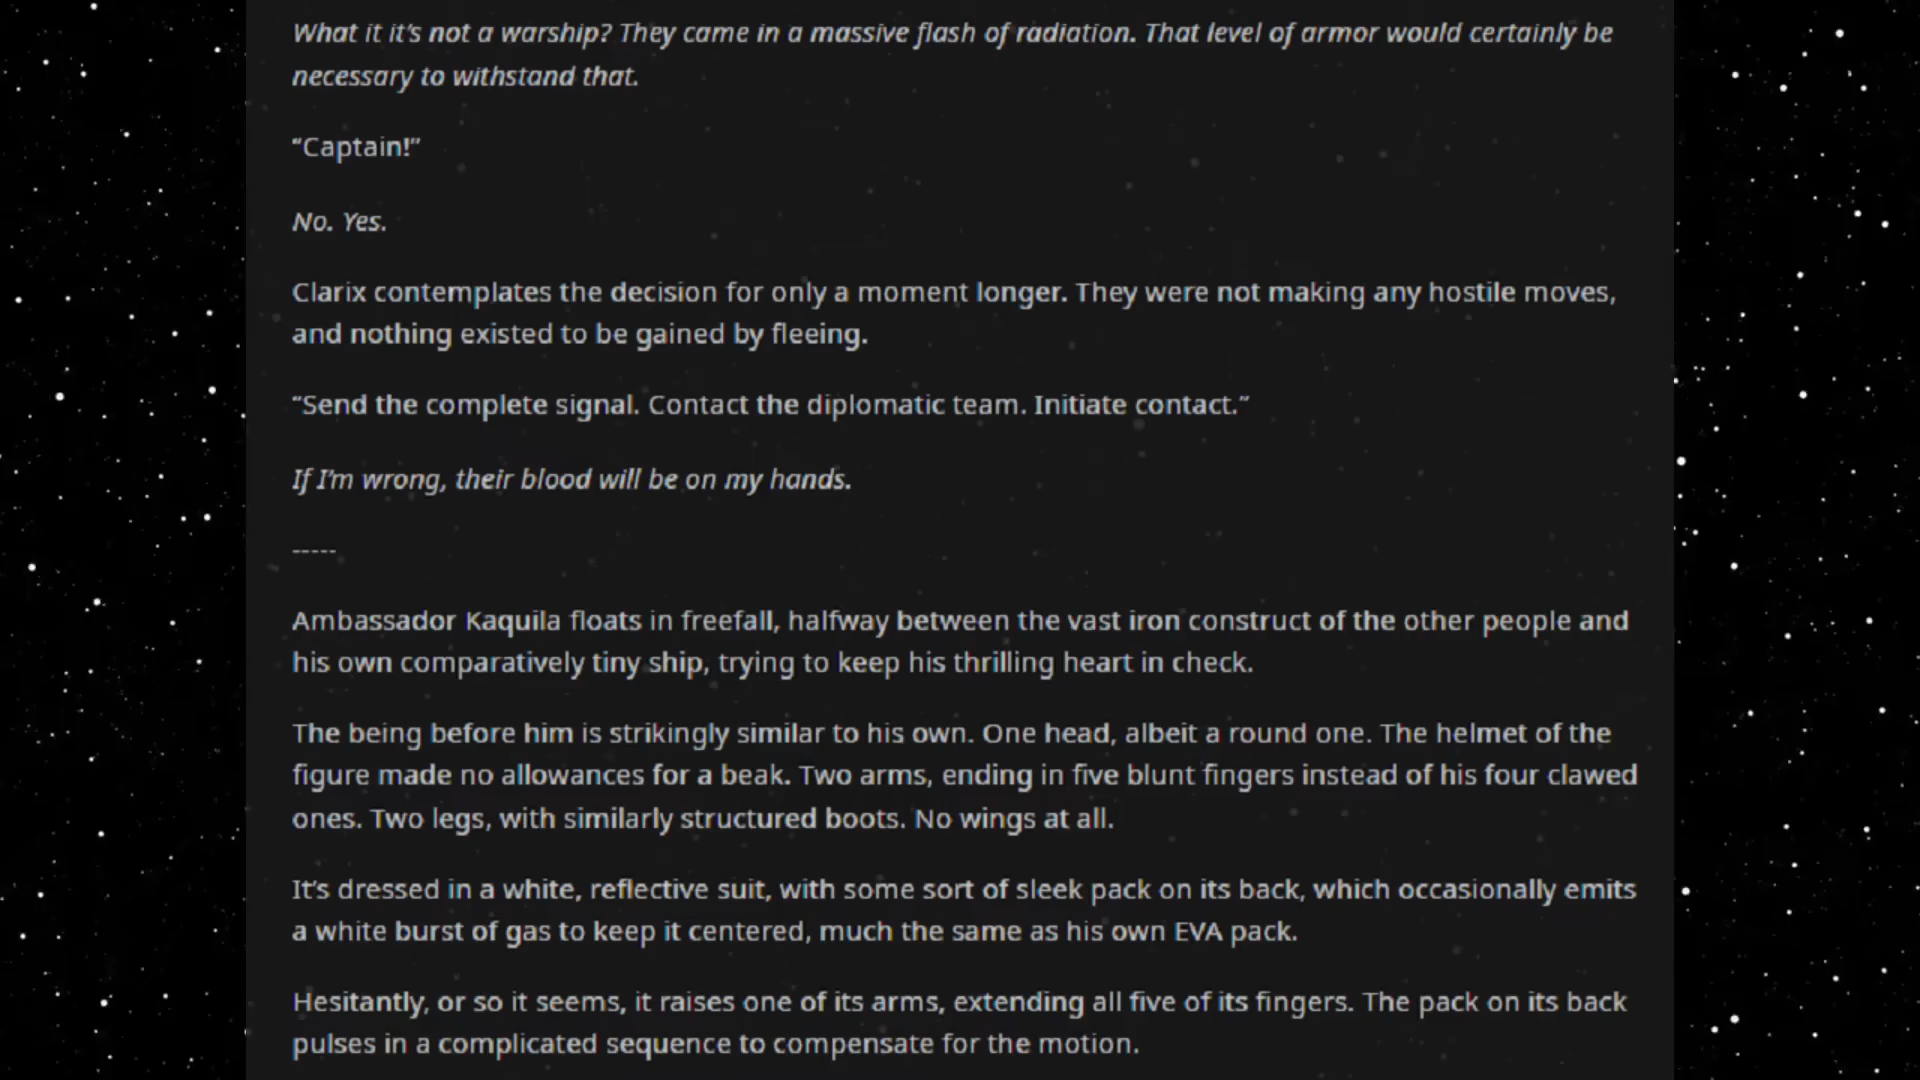 What it it’s not a warship? They came in a massive flash of radiation. That level of armor would certainly be
necessary to withstand that.
“Captain!”
No. Yes.
Clarix contemplates the decision for only a moment longer. They were not making any hostile moves,
and nothing existed to be gained by fleeing.
“Send the complete signal. Contact the diplomatic team. Initiate contact.”
If I’m wrong, their blood will be on my hands.
-----
Ambassador Kaquila floats in freefall, halfway between the vast iron construct of the other people and
his own comparatively tiny ship, trying to keep his thrilling heart in check.
The being before him is strikingly similar to his own. One head, albeit a round one. The helmet of the
figure made no allowances for a beak. Two arms, ending in five blunt fingers instead of his four clawed
ones. Two legs, with similarly structured boots. No wings at all.
It’s dressed in a white, reflective suit, with some sort of sleek pack on its back, which occasionally emits
a white burst of gas to keep it centered, much the same as his own EVA pack.
Hesitantly, or so it seems, it raises one of its arms, extending all five of its fingers. The pack on its back
pulses in a complicated sequence to compensate for the motion.